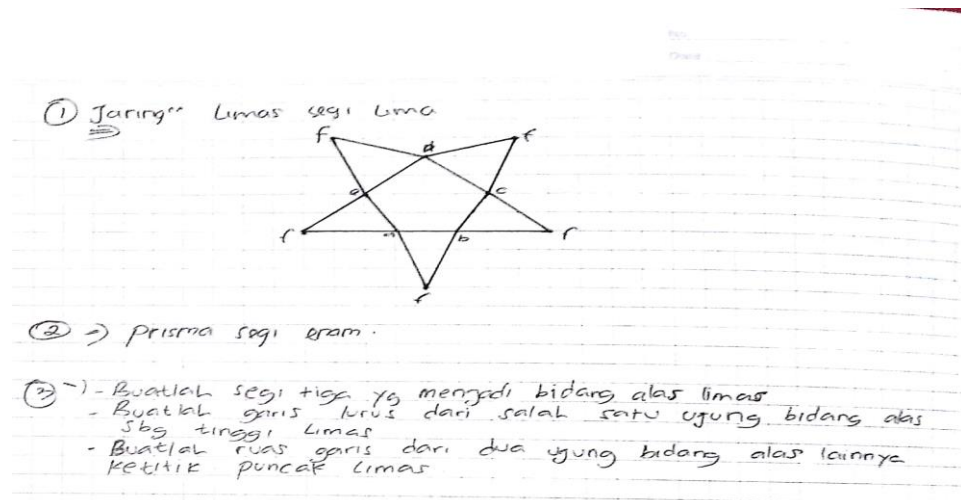 ① Jaring" Limas segi Lima
f f
d
e c
f a b f
f
② => Prisma segi enam.
③ -) - Buatlah segi tiga yg menjadi bidang alas limas
- Buatlah garis lurus dari salah satu ujung bidang alas
sbg tinggi Limas
- Buatlah ruas garis dari dua ujung bidang alas lainnya
ketitik puncak Limas